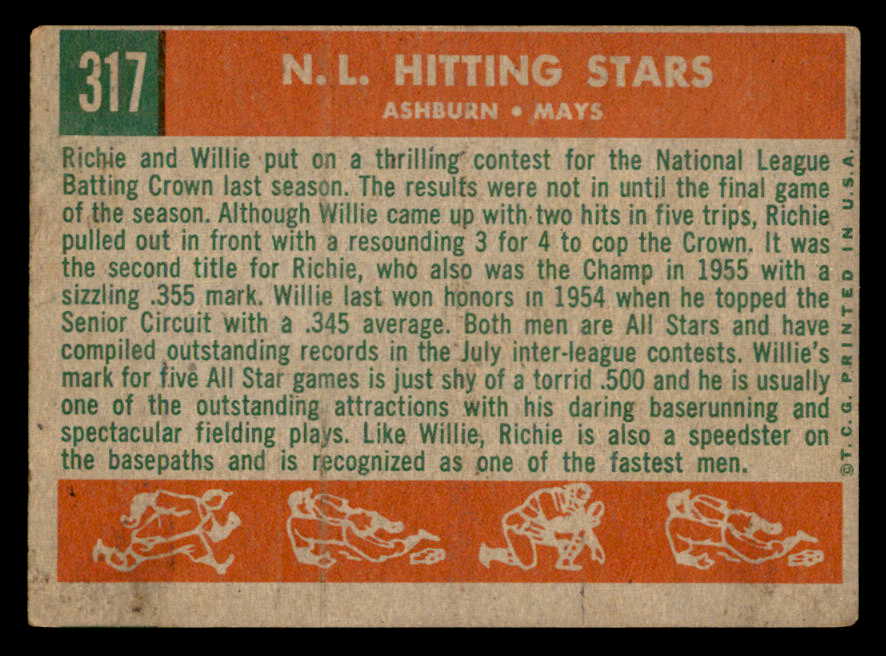 317
N. L. HITTING STARS
ASHBURN • MAYS
Richie and Willie put on a thrilling contest for the National League
Batting Crown last season. The results were not in until the final game
of the season. Although Willie came up with two hits in five trips, Richie
pulled out in front with a resounding 3 for 4 to cop the Crown. It was
the second title for Richie, who also was the Champ in 1955 with a
sizzling .355 mark. Willie last won honors in 1954 when he topped the
Senior Circuit with a .345 average. Both men are All Stars and have
compiled outstanding records in the July inter-league contests. Willie's
mark for five All Star games is just shy of a torrid .500 and he is usually
one of the outstanding attractions with his daring baserunning and
spectacular fielding plays. Like Willie, Richie is also a speedster on
the basepaths and is recognized as one of the fastest men.
©T. C. G. PRINTED IN U.S.A.